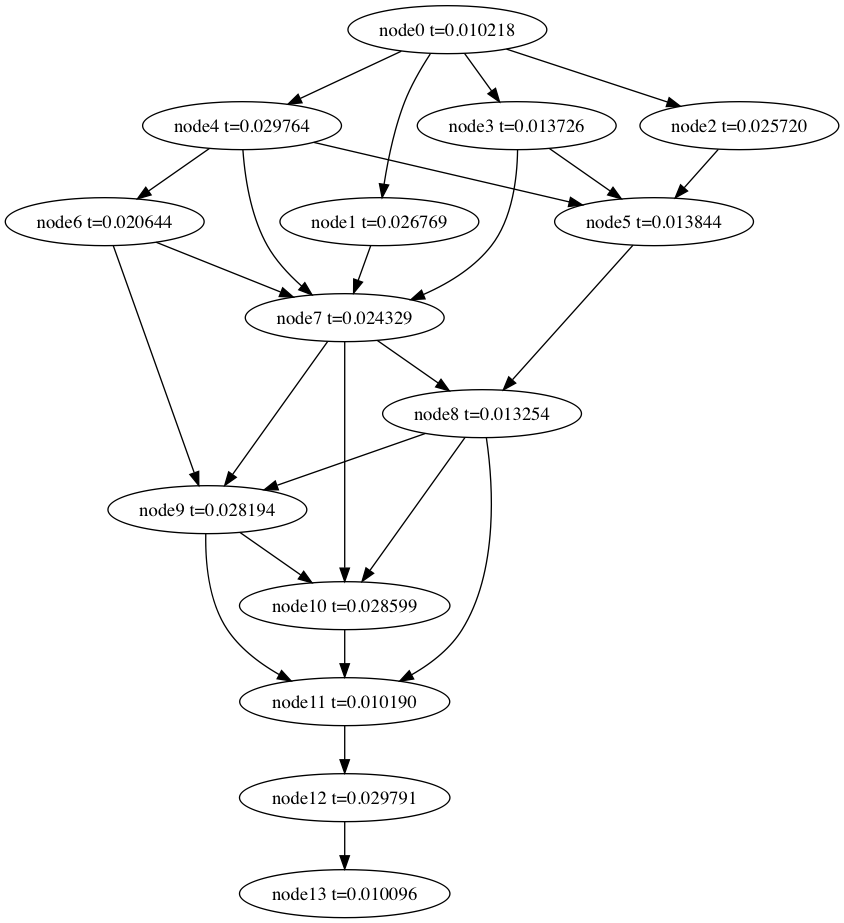 node0 t=0.010218
node4 t=0.029764
node3 t=0.013726
node2 t=0.025720
node6 t=0.020644
node1 t=0.026769
node5 t=0.013844
node7 t=0.024329
node8 t=0.013254
node9 t=0.028194
node10 t=0.028599
node11 t=0.010190
node12 t=0.029791
node13 t=0.010096